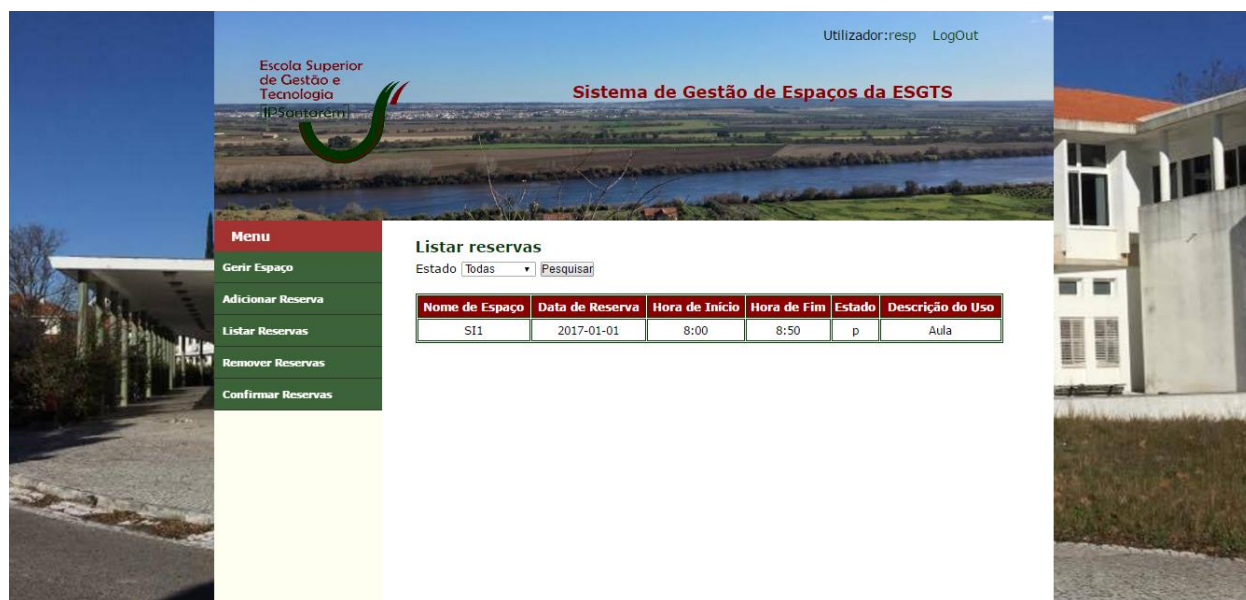 Utilizador:resp LogOut
Escola Superior
de Gestão e
Tecnologia
[IPSantarém]
Sistema de Gestão de Espaços da ESGTS
Menu
Gerir Espaço
Adicionar Reserva
Listar Reservas
Remover Reservas
Confirmar Reservas
Listar reservas
Estado Todas Pesquisar
Nome de Espaço Data de Reserva Hora de Início Hora de Fim Estado Descrição do Uso
SI1 2017-01-01 8:00 8:50 p Aula